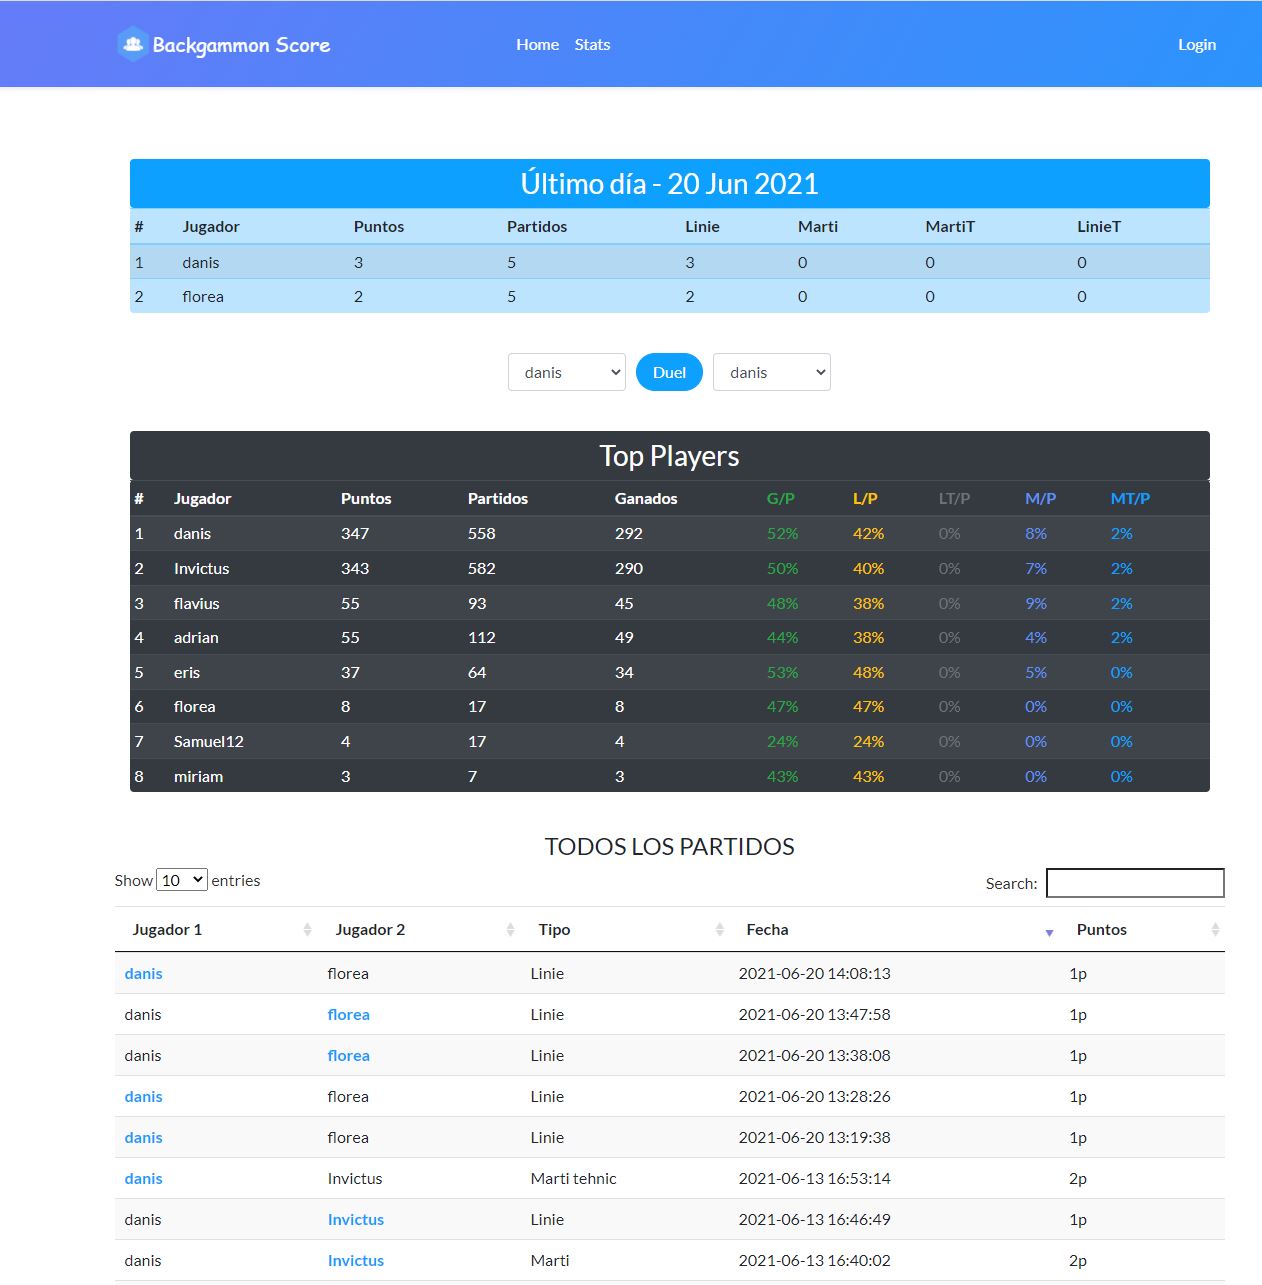 Backgammon Score Home Stats Login
Último día - 20 Jun 2021
# Jugador Puntos Partidos Linie Marti MartiT LinieT
1 danis 3 5 3 0 0 0
2 florea 2 5 2 0 0 0
danis Duel danis
Top Players
# Jugador Puntos Partidos Ganados G/P L/P LT/P M/P MT/P
1 danis 347 558 292 52% 42% 0% 8% 2%
2 Invictus 343 582 290 50% 40% 0% 7% 2%
3 flavius 55 93 45 48% 38% 0% 9% 2%
4 adrian 55 112 49 44% 38% 0% 4% 2%
5 eris 37 64 34 53% 48% 0% 5% 0%
6 florea 8 17 8 47% 47% 0% 0% 0%
7 Samuel12 4 17 4 24% 24% 0% 0% 0%
8 miriam 3 7 3 43% 43% 0% 0% 0%
TODOS LOS PARTIDOS
Show 10 entries Search:
Jugador 1 Jugador 2 Tipo Fecha Puntos
danis florea Linie 2021-06-20 14:08:13 1p
danis florea Linie 2021-06-20 13:47:58 1p
danis florea Linie 2021-06-20 13:38:08 1p
danis florea Linie 2021-06-20 13:28:26 1p
danis florea Linie 2021-06-20 13:19:38 1p
danis Invictus Marti tehnic 2021-06-13 16:53:14 2p
danis Invictus Linie 2021-06-13 16:46:49 1p
danis Invictus Marti 2021-06-13 16:40:02 2p